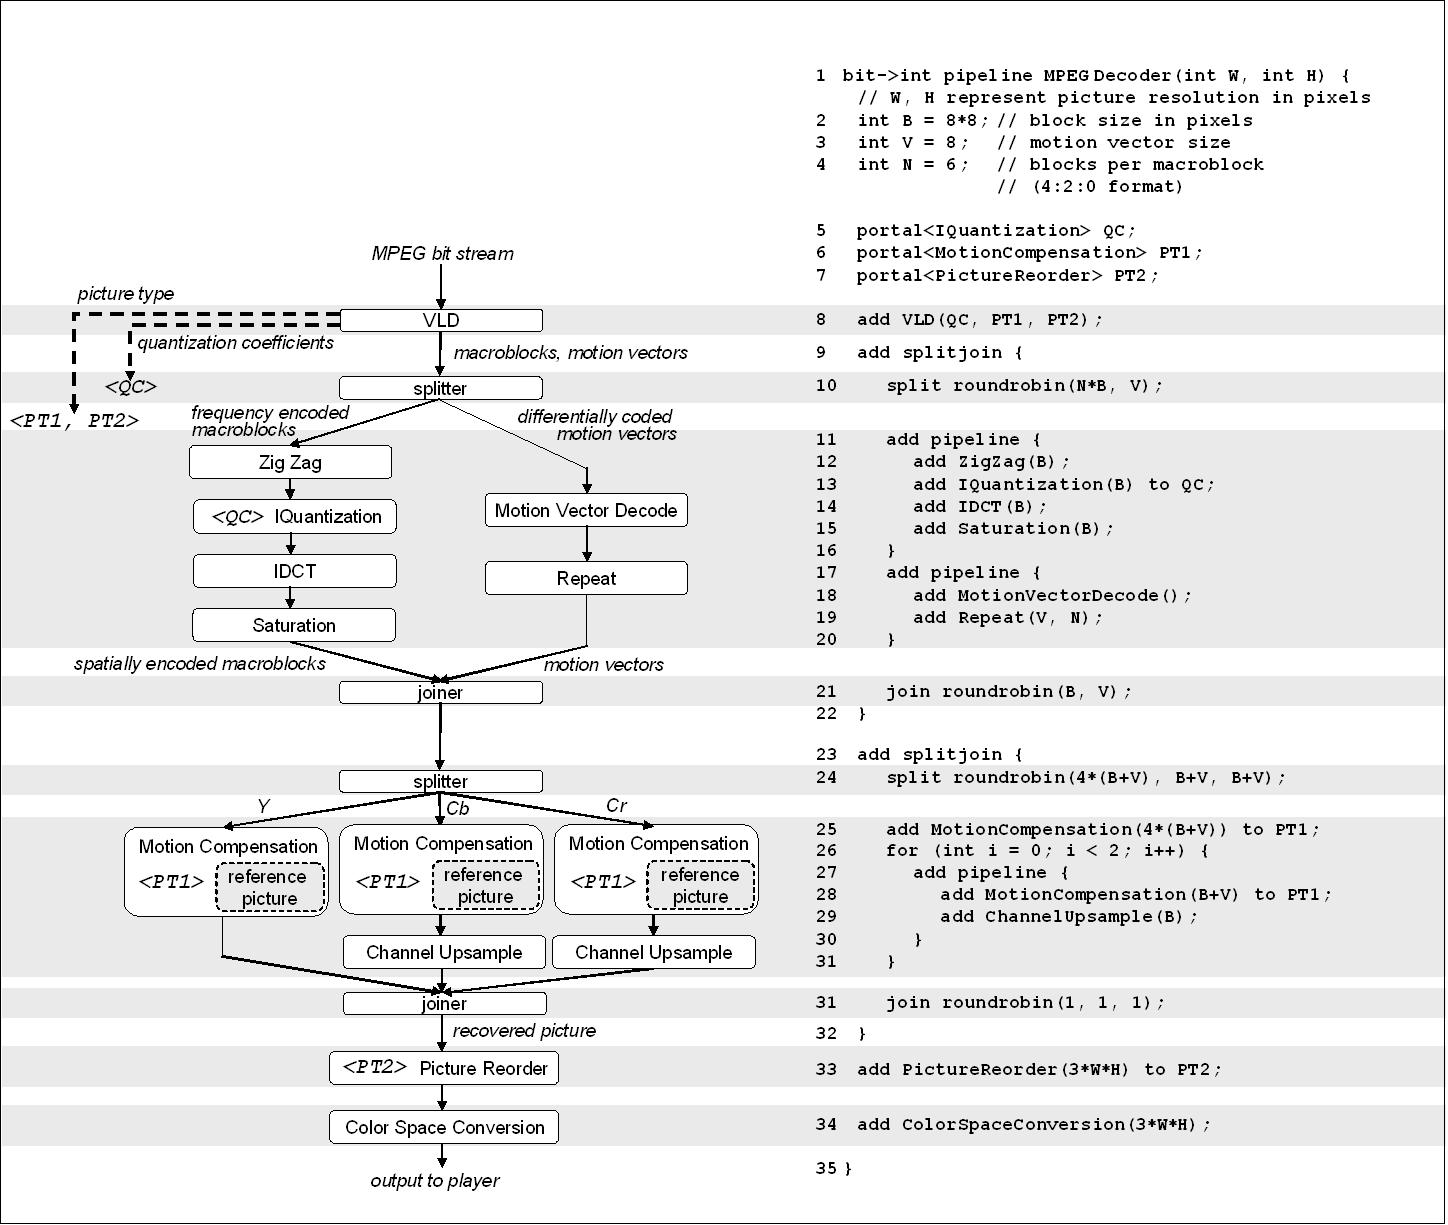 MPEG bit stream
picture type
VLD
quantization coefficients
macroblocks, motion vectors
<QC>
splitter
<PT1, PT2>
frequency encoded
macroblocks
differentially coded
motion vectors
Zig Zag
<QC> IQuantization
IDCT
Saturation
Motion Vector Decode
Repeat
spatially encoded macroblocks
motion vectors
joiner
splitter
Y
Cb
Cr
Motion Compensation
<PT1>
reference
picture
Motion Compensation
<PT1>
reference
picture
Motion Compensation
<PT1>
reference
picture
Channel Upsample
Channel Upsample
joiner
recovered picture
<PT2> Picture Reorder
Color Space Conversion
output to player
1 bit->int pipeline MPEGDecoder(int W, int H) {
// W, H represent picture resolution in pixels
2 int B = 8*8; // block size in pixels
3 int V = 8; // motion vector size
4 int N = 6; // blocks per macroblock
// (4:2:0 format)
5 portal<IQuantization> QC;
6 portal<MotionCompensation> PT1;
7 portal<PictureReorder> PT2;
8 add VLD(QC, PT1, PT2);
9 add splitjoin {
10 split roundrobin(N*B, V);
11 add pipeline {
12 add ZigZag(B);
13 add IQuantization(B) to QC;
14 add IDCT(B);
15 add Saturation(B);
16 }
17 add pipeline {
18 add MotionVectorDecode();
19 add Repeat(V, N);
20 }
21 join roundrobin(B, V);
22 }
23 add splitjoin {
24 split roundrobin(4*(B+V), B+V, B+V);
25 add MotionCompensation(4*(B+V)) to PT1;
26 for (int i = 0; i < 2; i++) {
27 add pipeline {
28 add MotionCompensation(B+V) to PT1;
29 add ChannelUpsample(B);
30 }
31 }
31 join roundrobin(1, 1, 1);
32 }
33 add PictureReorder(3*W*H) to PT2;
34 add ColorSpaceConversion(3*W*H);
35 }